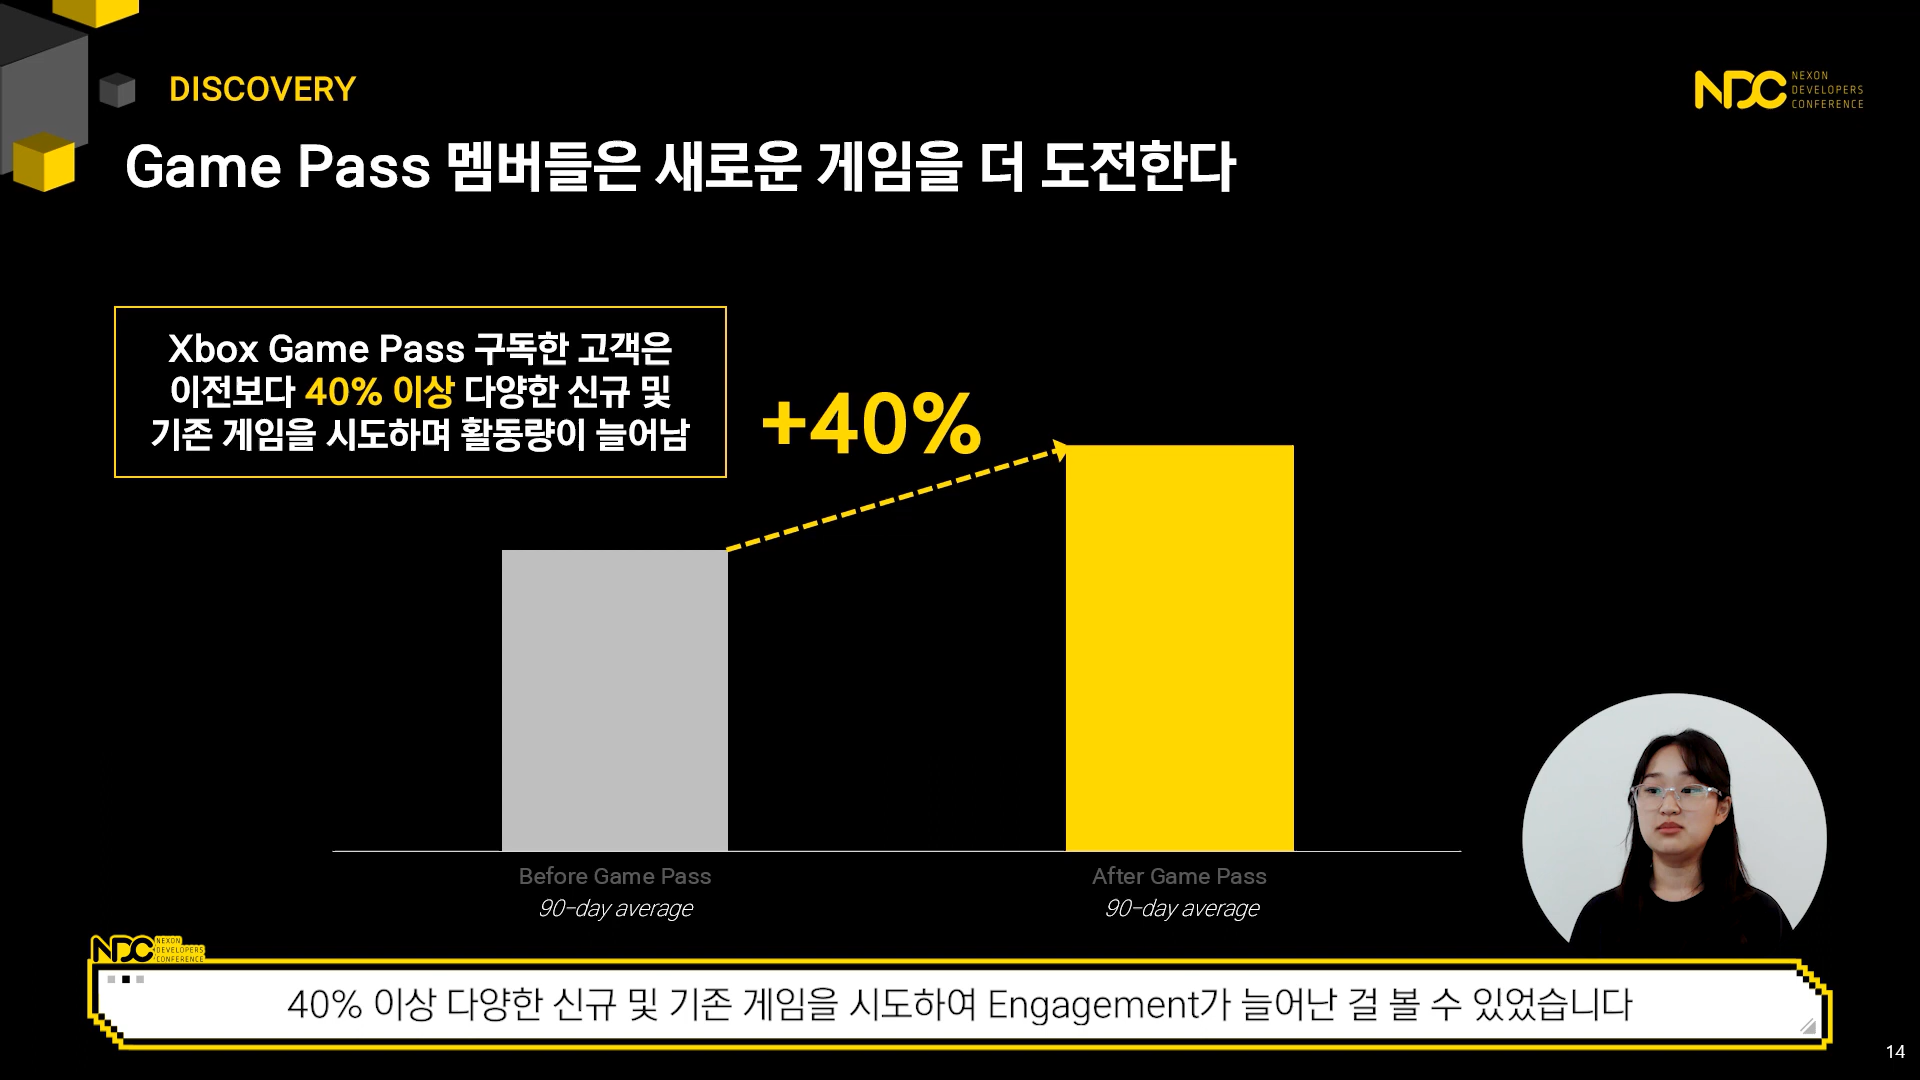 DISCOVERY
NDC NEXON
DEVELOPERS
CONFERENCE
Game Pass 멤버들은 새로운 게임을 더 도전한다
Xbox Game Pass 구독한 고객은
이전보다 40% 이상 다양한 신규 및
기존 게임을 시도하며 활동량이 늘어남
+40%
Before Game Pass
90-day average
After Game Pass
90-day average
NDC NEXON
DEVELOPERS
CONFERENCE
40% 이상 다양한 신규 및 기존 게임을 시도하여 Engagement가 늘어난 걸 볼 수 있었습니다
14